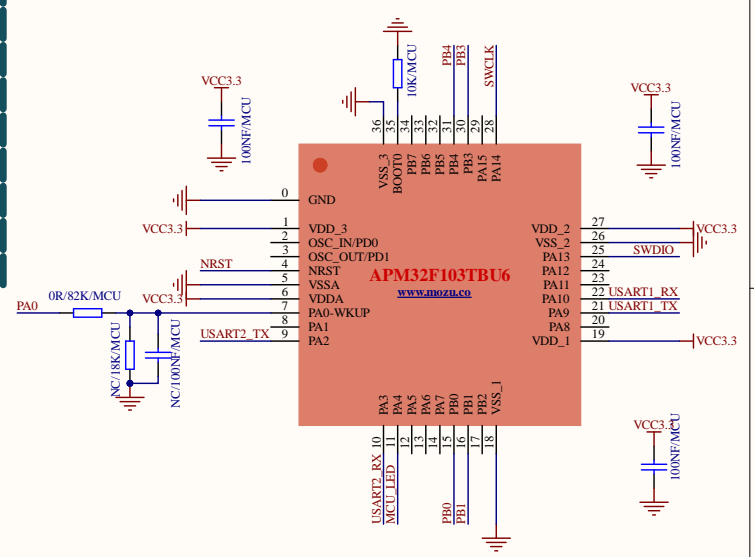 PB4
PB3
SWCLK
10K/MCU
VCC3.3
100NF/MCU
VCC3.3
100NF/MCU
36
35
34
33
32
31
30
29
28
VSS_3
BOOT0
PB7
PB6
PB5
PB4
PB3
PA15
PA14
0 GND
VCC3.3 1 VDD_3
2 OSC_IN/PD0
3 OSC_OUT/PD1
NRST 4 NRST
5 VSSA
VCC3.3 6 VDDA
PA0 0R/82K/MCU 7 PA0-WKUP
8 PA1
USART2_TX 9 PA2
NC/18K/MCU
NC/100NF/MCU
APM32F103TBU6
www.mozu.co
VDD_2 27 VCC3.3
VSS_2 26
PA13 25 SWDIO
PA12 24
PA11 23
PA10 22 USART1_RX
PA9 21 USART1_TX
PA8 20
VDD_1 19 VCC3.3
PA3
PA4
PA5
PA6
PA7
PB0
PB1
PB2
VSS_1
10
11
12
13
14
15
16
17
18
USART2_RX
MCU_LED
PB0
PB1
VCC3.3
100NF/MCU